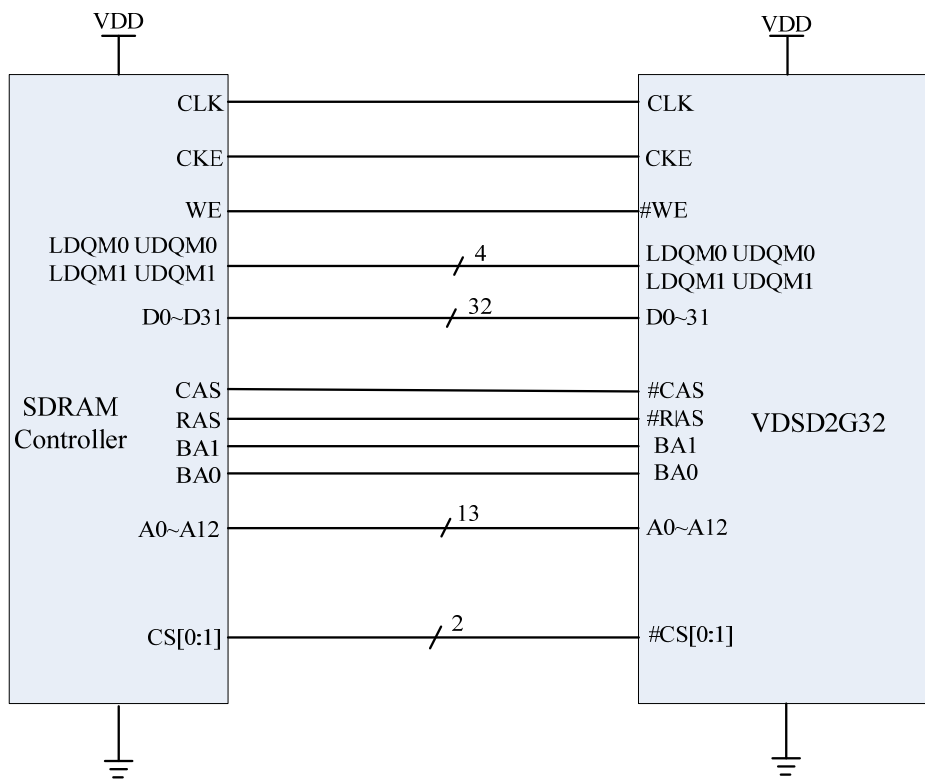 VDD
VDD
CLK
CLK
CKE
CKE
WE
#WE
LDQM0 UDQM0
LDQM1 UDQM1
4
LDQM0 UDQM0
LDQM1 UDQM1
D0~D31
32
D0~31
CAS
#CAS
SDRAM
Controller
RAS
#RAS
VDSD2G32
BA1
BA1
BA0
BA0
A0~A12
13
A0~A12
CS[0:1]
2
#CS[0:1]